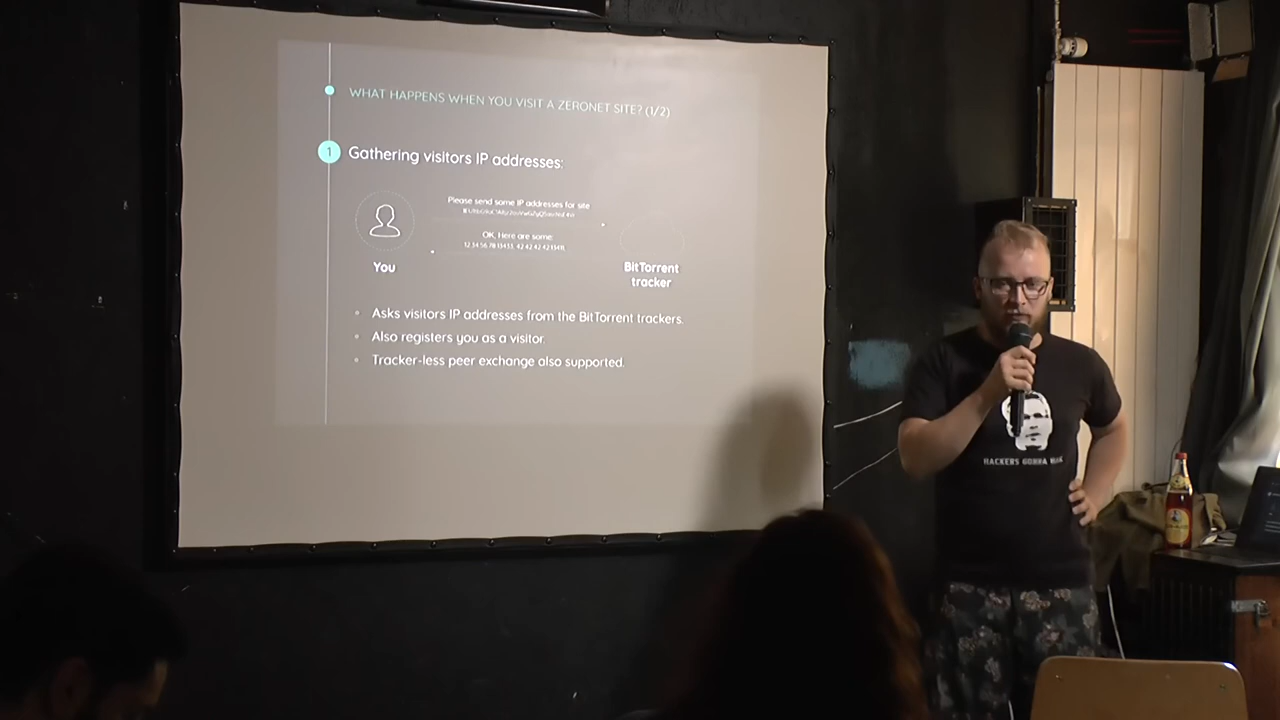 WHAT HAPPENS WHEN YOU VISIT A ZERONET SITE? (1/2)
1 Gathering visitors IP addresses:
Please send some IP addresses for site
OK, Here are some:
You
BitTorrent
tracker
Asks visitors IP addresses from the BitTorrent trackers.
Also registers you as a visitor.
Tracker-less peer exchange also supported.
HACKERS GONNA